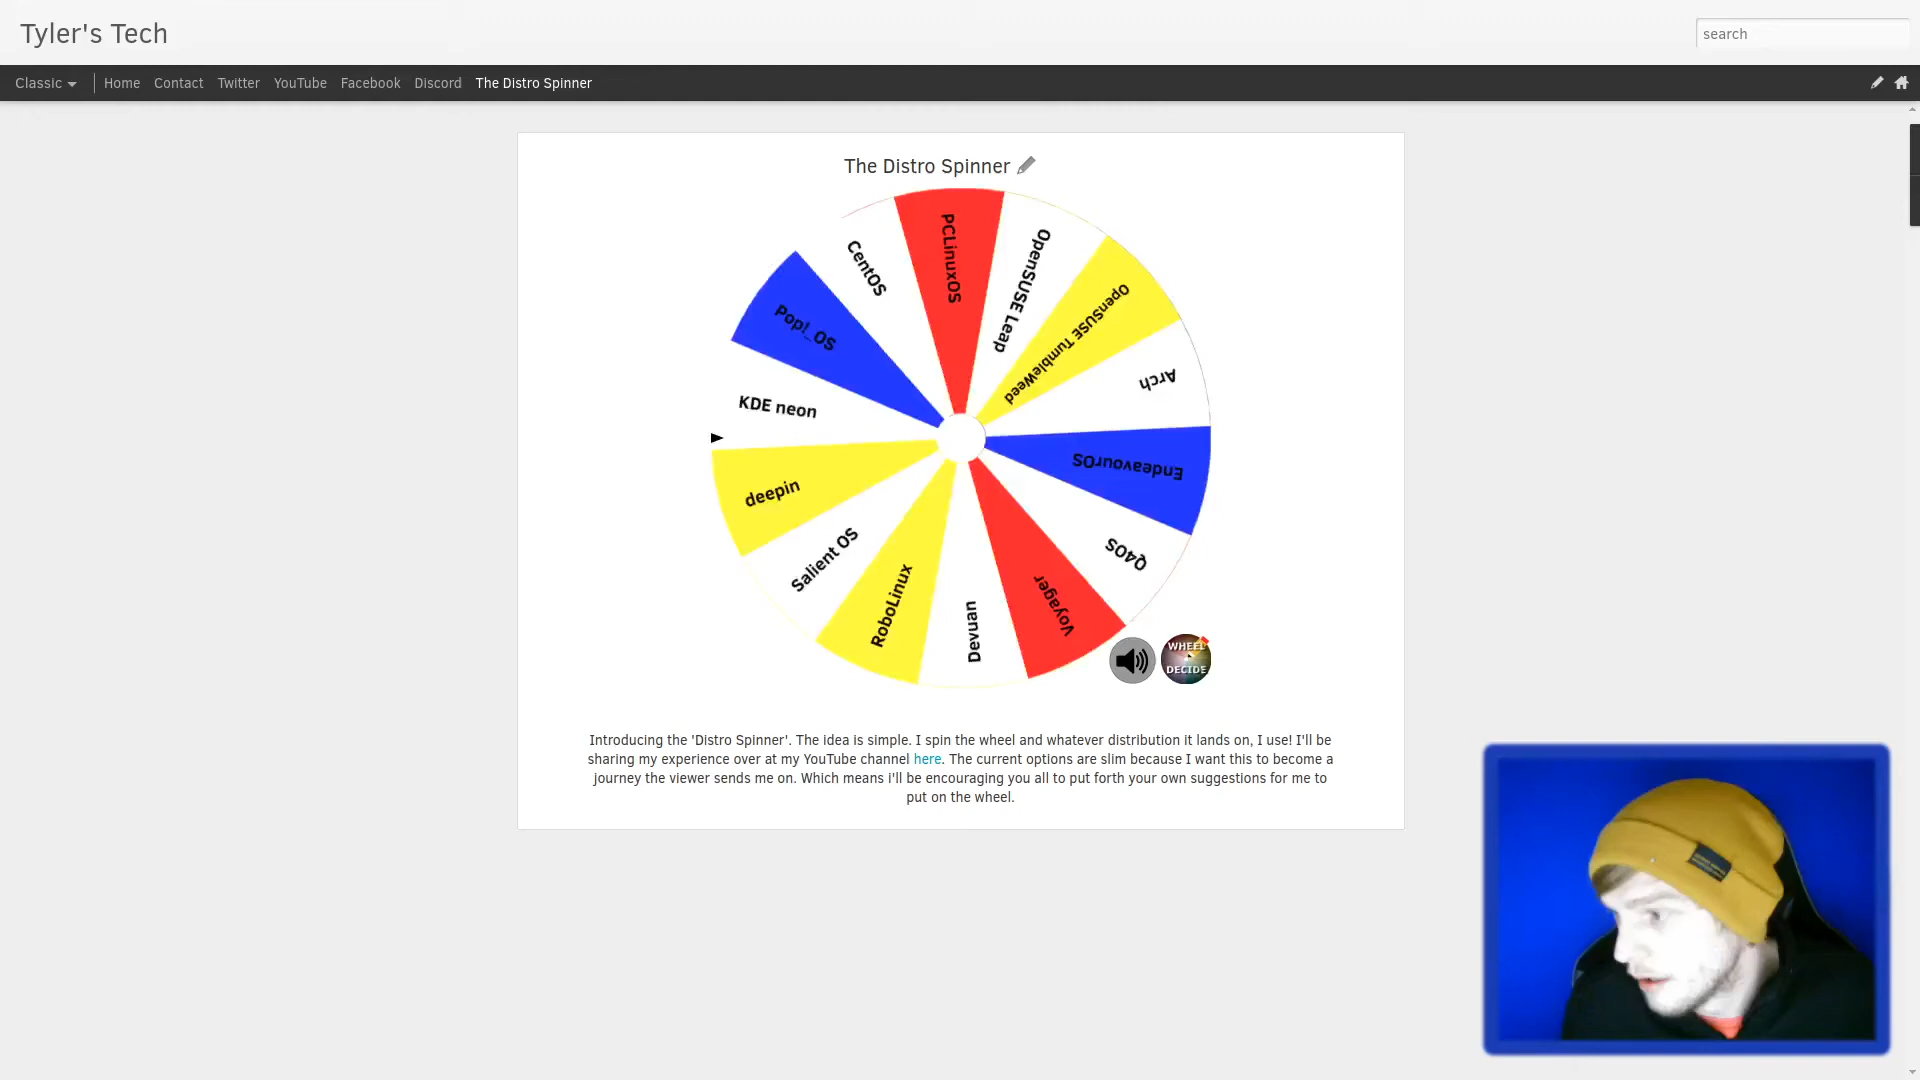 Tyler's Tech
search
Classic
Home
Contact
Twitter
YouTube
Facebook
Discord
The Distro Spinner
The Distro Spinner
PCLinuxOS
OpenSUSE Leap
OpenSUSE TumbleWeed
Arch
EndeavourOS
Q4OS
Voyager
Devuan
RoboLinux
Salient OS
deepin
KDE neon
Pop!_OS
CentOS
WHEEL
DECIDE
Introducing the 'Distro Spinner'. The idea is simple. I spin the wheel and whatever distribution it lands on, I use! I'll be
sharing my experience over at my YouTube channel here. The current options are slim because I want this to become a
journey the viewer sends me on. Which means i'll be encouraging you all to put forth your own suggestions for me to
put on the wheel.